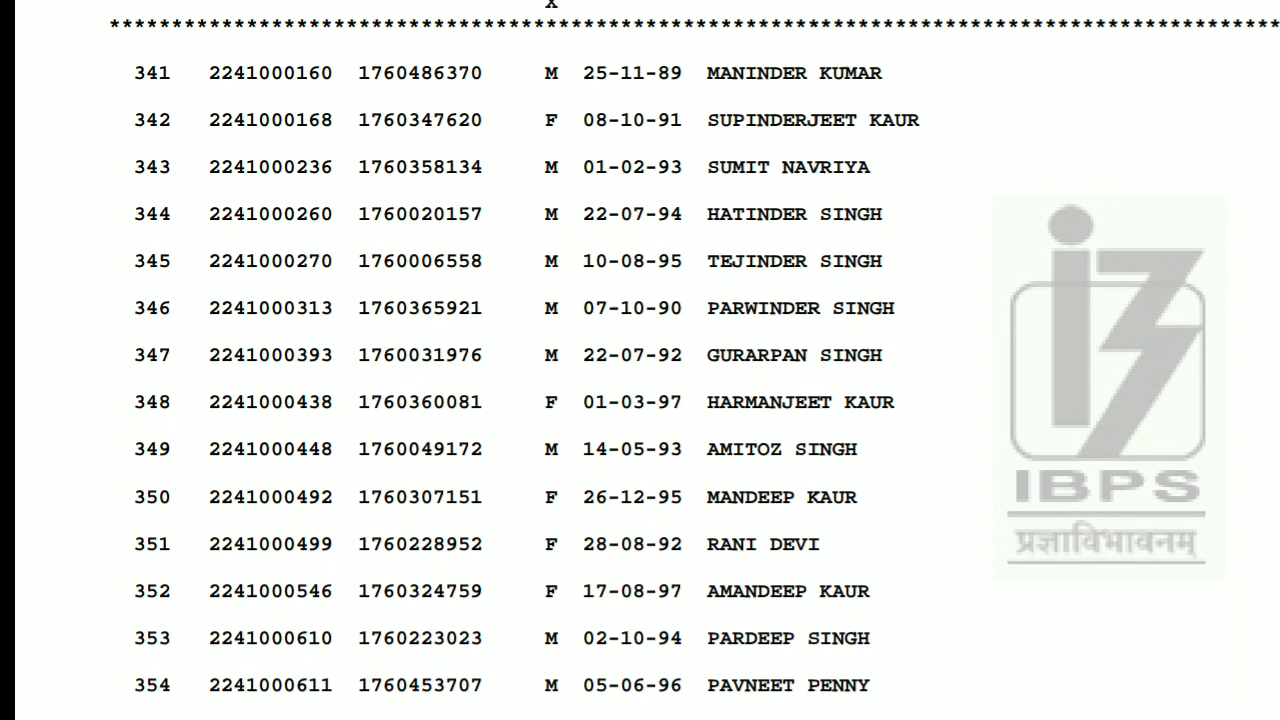 X
******************************************************************************************
341 2241000160 1760486370 M 25-11-89 MANINDER KUMAR
342 2241000168 1760347620 F 08-10-91 SUPINDERJEET KAUR
343 2241000236 1760358134 M 01-02-93 SUMIT NAVRIYA
344 2241000260 1760020157 M 22-07-94 HATINDER SINGH
345 2241000270 1760006558 M 10-08-95 TEJINDER SINGH
346 2241000313 1760365921 M 07-10-90 PARWINDER SINGH
347 2241000393 1760031976 M 22-07-92 GURARPAN SINGH
348 2241000438 1760360081 F 01-03-97 HARMANJEET KAUR
349 2241000448 1760049172 M 14-05-93 AMITOZ SINGH
350 2241000492 1760307151 F 26-12-95 MANDEEP KAUR
351 2241000499 1760228952 F 28-08-92 RANI DEVI
352 2241000546 1760324759 F 17-08-97 AMANDEEP KAUR
353 2241000610 1760223023 M 02-10-94 PARDEEP SINGH
354 2241000611 1760453707 M 05-06-96 PAVNEET PENNY
IBPS
प्रज्ञाविभावनम्